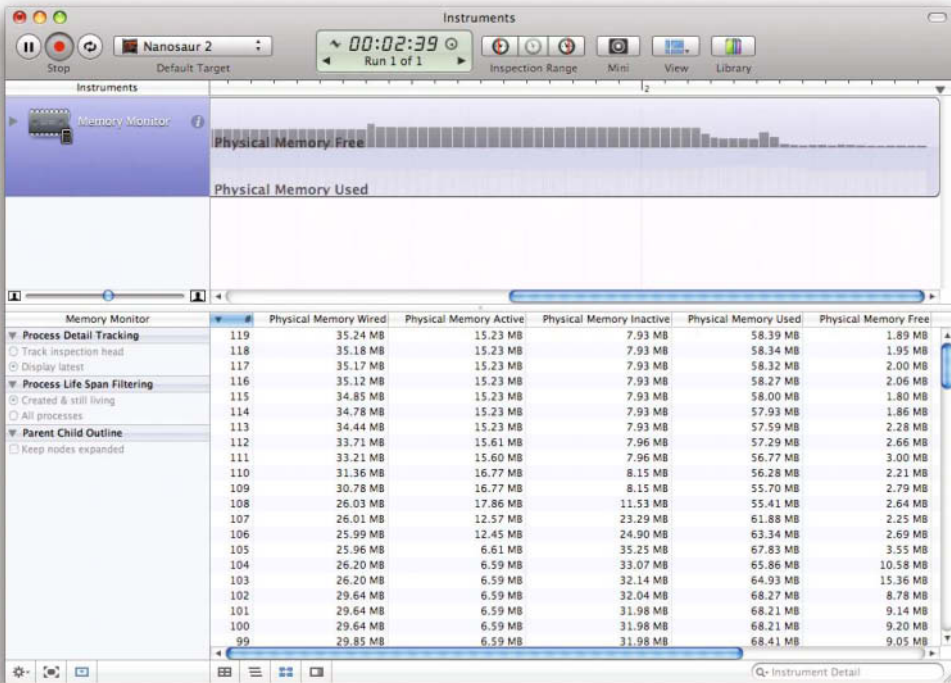 Instruments
Nanosaur 2
00:02:39
Run 1 of 1
Stop
Default Target
Inspection Range
Mini
View
Library
Instruments
2
Memory Monitor
Physical Memory Free
Physical Memory Used
Memory Monitor
Process Detail Tracking
Track inspection head
Display latest
Process Life Span Filtering
Created & still living
All processes
Parent Child Outline
Keep nodes expanded
# Physical Memory Wired Physical Memory Active Physical Memory Inactive Physical Memory Used Physical Memory Free
119 35.24 MB 15.23 MB 7.93 MB 58.39 MB 1.89 MB
118 35.18 MB 15.23 MB 7.93 MB 58.34 MB 1.95 MB
117 35.17 MB 15.23 MB 7.93 MB 58.32 MB 2.00 MB
116 35.12 MB 15.23 MB 7.93 MB 58.27 MB 2.06 MB
115 34.85 MB 15.23 MB 7.93 MB 58.00 MB 1.80 MB
114 34.78 MB 15.23 MB 7.93 MB 57.93 MB 1.86 MB
113 34.44 MB 15.23 MB 7.93 MB 57.59 MB 2.28 MB
112 33.71 MB 15.61 MB 7.96 MB 57.29 MB 2.66 MB
111 33.21 MB 15.60 MB 7.96 MB 56.77 MB 3.00 MB
110 31.36 MB 16.77 MB 8.15 MB 56.28 MB 2.21 MB
109 30.78 MB 16.77 MB 8.15 MB 55.70 MB 2.79 MB
108 26.03 MB 17.86 MB 11.53 MB 55.41 MB 2.64 MB
107 26.01 MB 12.57 MB 23.29 MB 61.88 MB 2.25 MB
106 25.99 MB 12.45 MB 24.90 MB 63.34 MB 2.69 MB
105 25.96 MB 6.61 MB 35.25 MB 67.83 MB 3.55 MB
104 26.20 MB 6.59 MB 33.07 MB 65.86 MB 10.58 MB
103 26.20 MB 6.59 MB 32.14 MB 64.93 MB 15.36 MB
102 29.64 MB 6.59 MB 32.04 MB 68.27 MB 8.78 MB
101 29.64 MB 6.59 MB 31.98 MB 68.21 MB 9.14 MB
100 29.64 MB 6.59 MB 31.98 MB 68.21 MB 9.20 MB
99 29.85 MB 6.59 MB 31.98 MB 68.41 MB 9.05 MB
Instrument Detail